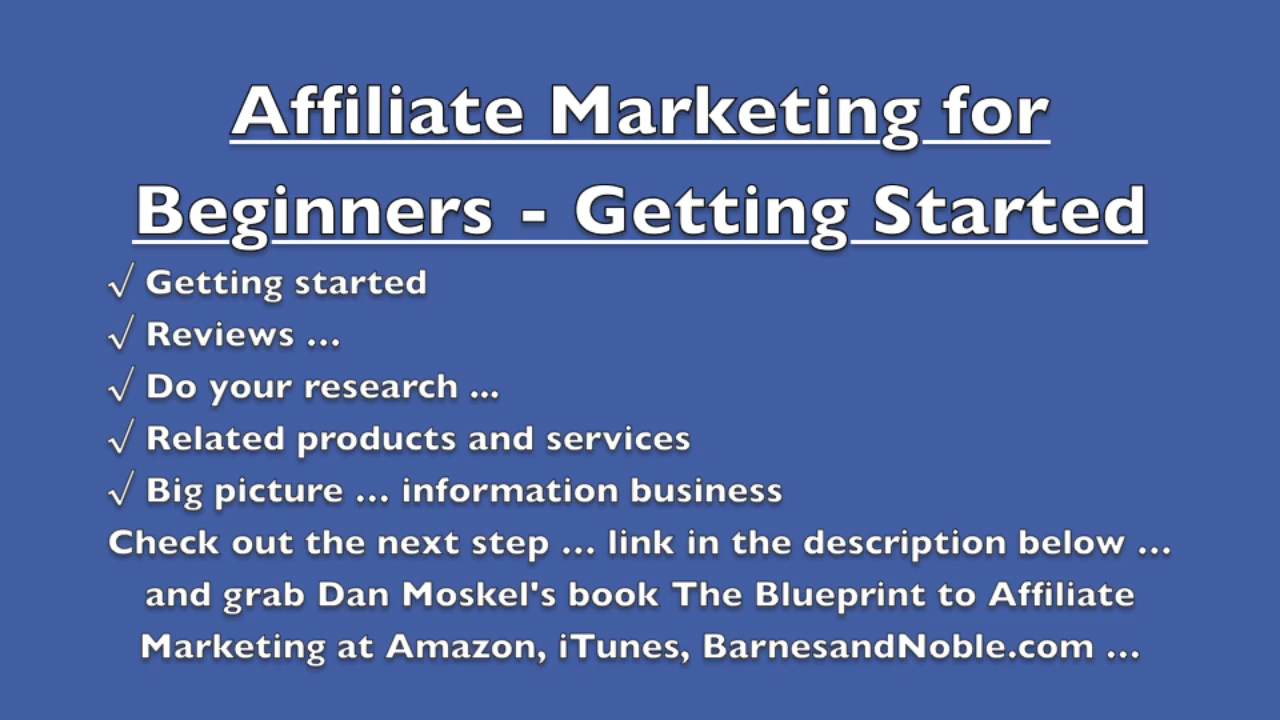 Affiliate Marketing for
Beginners - Getting Started
√ Getting started
√ Reviews ...
√ Do your research ...
√ Related products and services
√ Big picture ... information business
Check out the next step ... link in the description below ...
and grab Dan Moskel's book The Blueprint to Affiliate
Marketing at Amazon, iTunes, BarnesandNoble.com ...